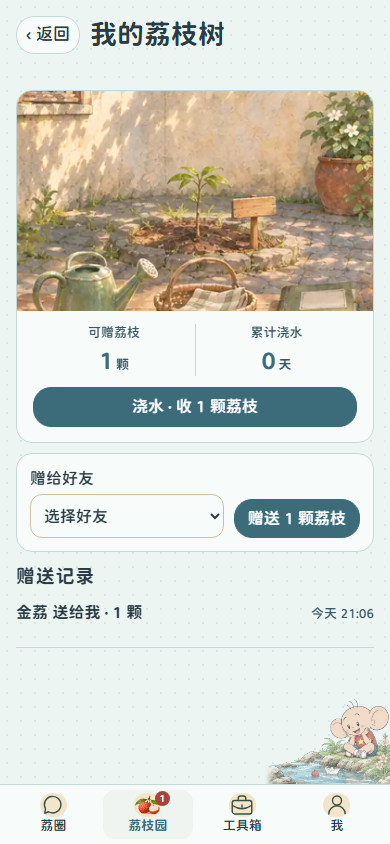 ‹ 返回
我的荔枝树
可赠荔枝
累计浇水
1 颗
0 天
浇水 · 收 1 颗荔枝
赠给好友
选择好友
赠送 1 颗荔枝
赠送记录
金荔 送给我 · 1 颗
今天 21:06
1
荔圈
荔枝园
工具箱
我